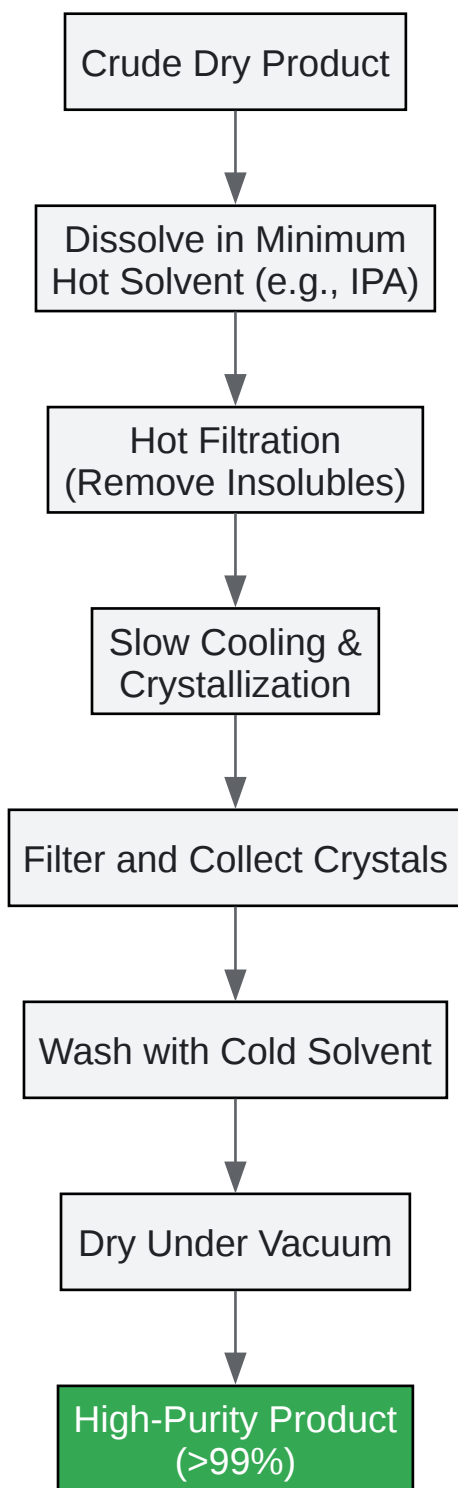 Crude Dry Product
Dissolve in Minimum
Hot Solvent (e.g., IPA)
Hot Filtration
(Remove Insolubles)
Slow Cooling &
Crystallization
Filter and Collect Crystals
Wash with Cold Solvent
Dry Under Vacuum
High-Purity Product
(>99%)